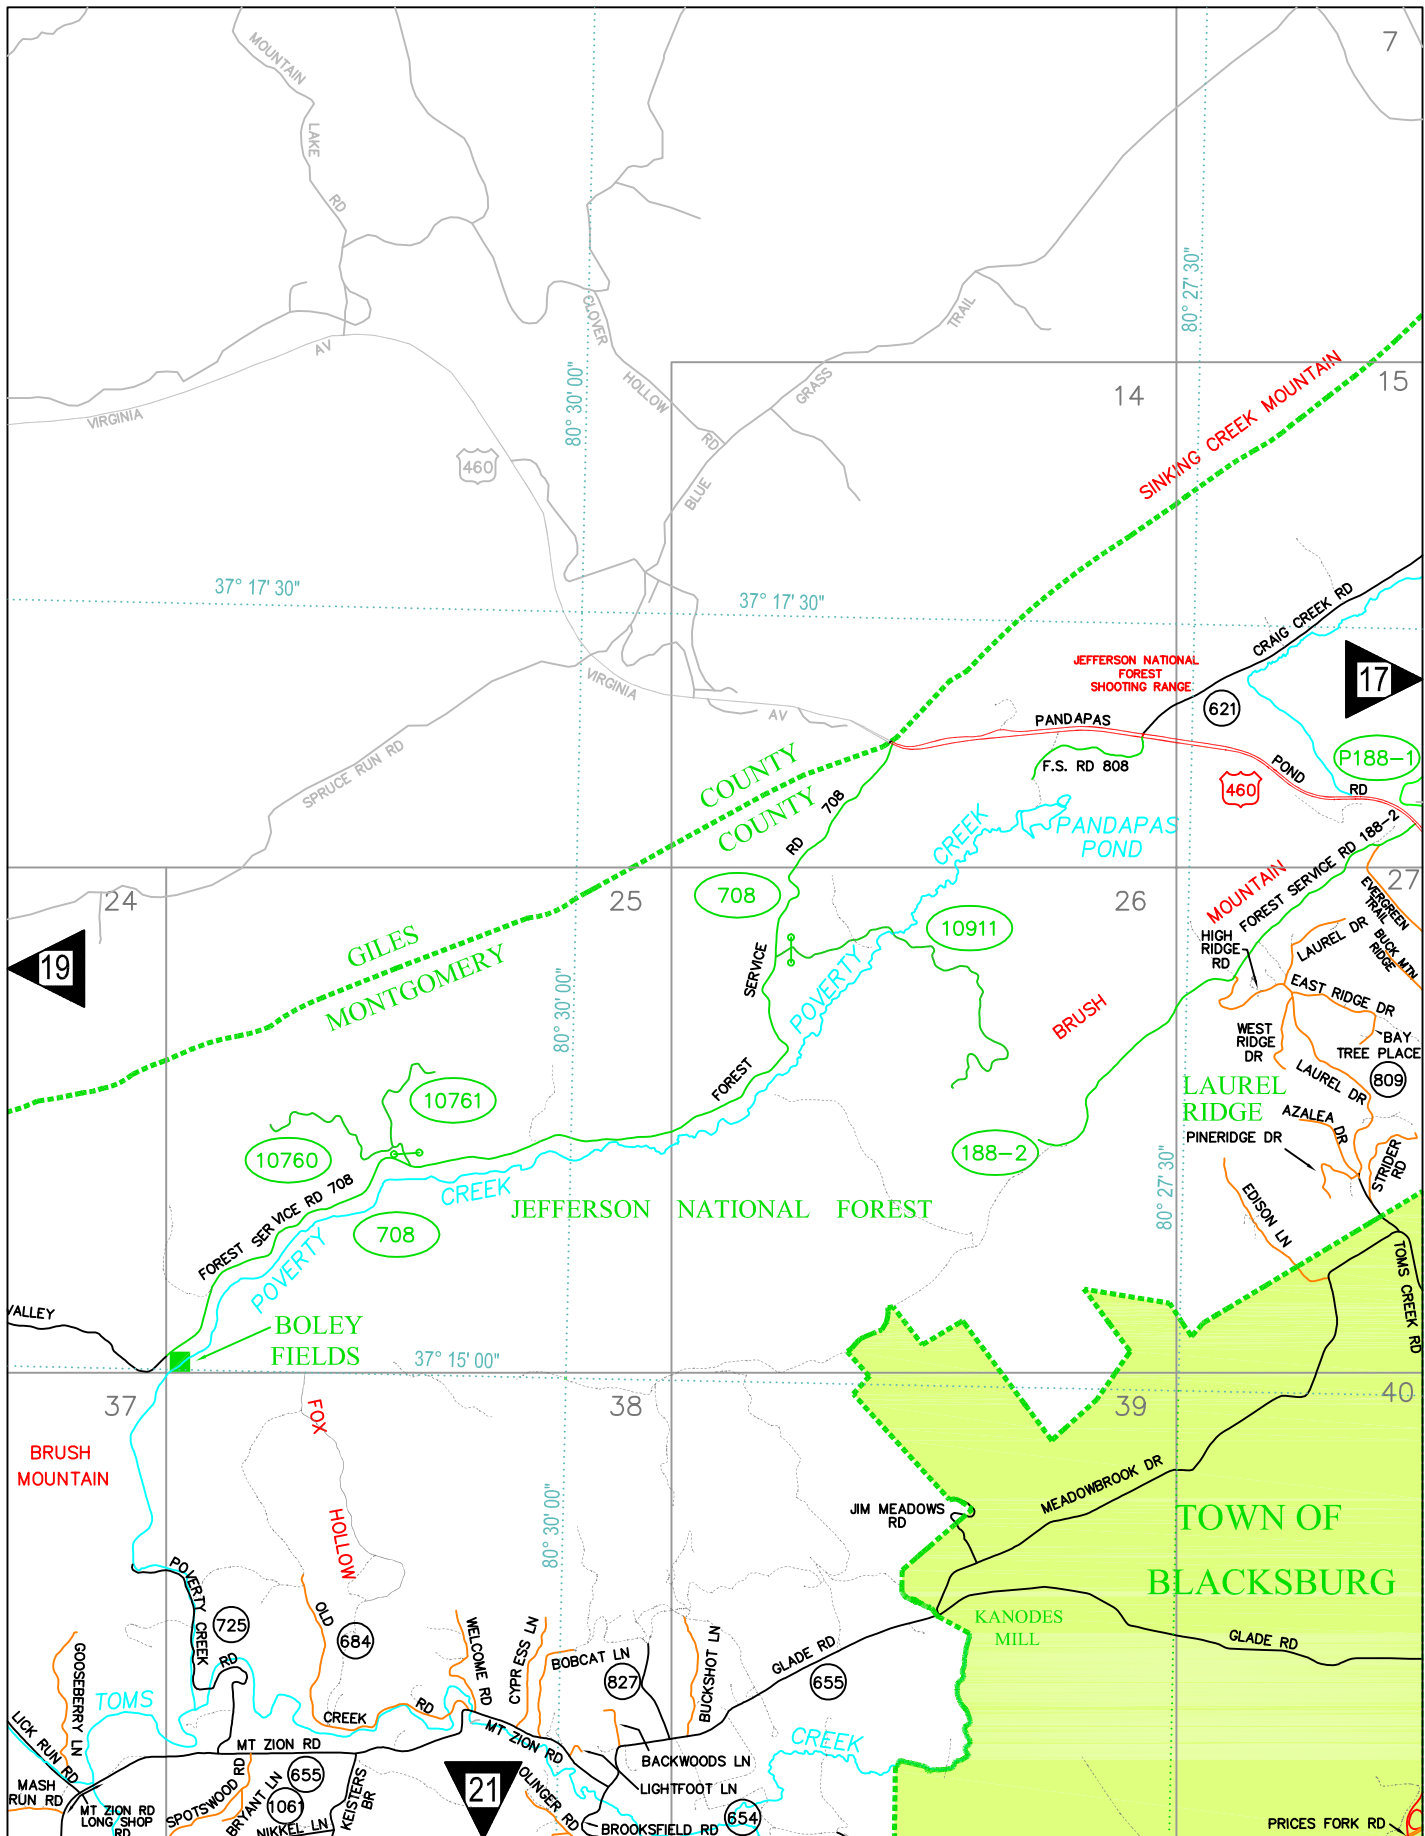 7
MOUNTAIN
LAKE
RD
CLOVER
HOLLOW
RD
TRAIL
GRASS
BLUE
AV
VIRGINIA
460
80° 30' 00"
80° 27' 30"
14
15
SINKING CREEK MOUNTAIN
37° 17' 30"
37° 17' 30"
CRAIG CREEK RD
JEFFERSON NATIONAL
FOREST
SHOOTING RANGE
17
621
VIRGINIA
AV
PANDAPAS
POND
RD
P188-1
F.S. RD 808
460
SPRUCE RUN RD
COUNTY
COUNTY
RD 708
CREEK
PANDAPAS
POND
FOREST SERVICE RD 188-2
24
25
26
27
708
10911
MOUNTAIN
EVERGREEN
TRAIL
BUCK MTN
RIDGE
GILES
MONTGOMERY
19
HIGH
RIDGE
RD
LAUREL DR
SERVICE
POVERTY
EAST RIDGE DR
BRUSH
80° 30' 00"
WEST
RIDGE
DR
BAY
TREE PLACE
FOREST
LAUREL DR
809
10761
LAUREL
RIDGE
AZALEA DR
PINERIDGE DR
10760
188-2
STRIDER
RD
FOREST SERVICE RD 708
CREEK
JEFFERSON NATIONAL FOREST
80° 27' 30"
EDISON LN
708
POVERTY
TOMS CREEK RD
VALLEY
BOLEY
FIELDS
37° 15' 00"
37
38
39
40
FOX
HOLLOW
BRUSH
MOUNTAIN
80° 30' 00"
MEADOWBROOK DR
JIM MEADOWS
RD
TOWN OF
BLACKSBURG
POVERTY CREEK
RD
725
OLD
684
CREEK
RD
WELCOME RD
CYPRESS LN
BOBCAT LN
827
BUCKSHOT LN
GLADE RD
655
KANODES
MILL
GLADE RD
GOOSEBERRY LN
TOMS
LICK RUN RD
MT ZION RD
MT ZION RD
CREEK
BACKWOODS LN
LIGHTFOOT LN
MASH
RUN RD
MT ZION RD
LONG SHOP
RD
SPOTSWOOD RD
BRYANT LN
655
1061
NIKKEL LN
KEISTERS
BR
21
OLINGER RD
BROOKSFIELD RD
654
PRICES FORK RD